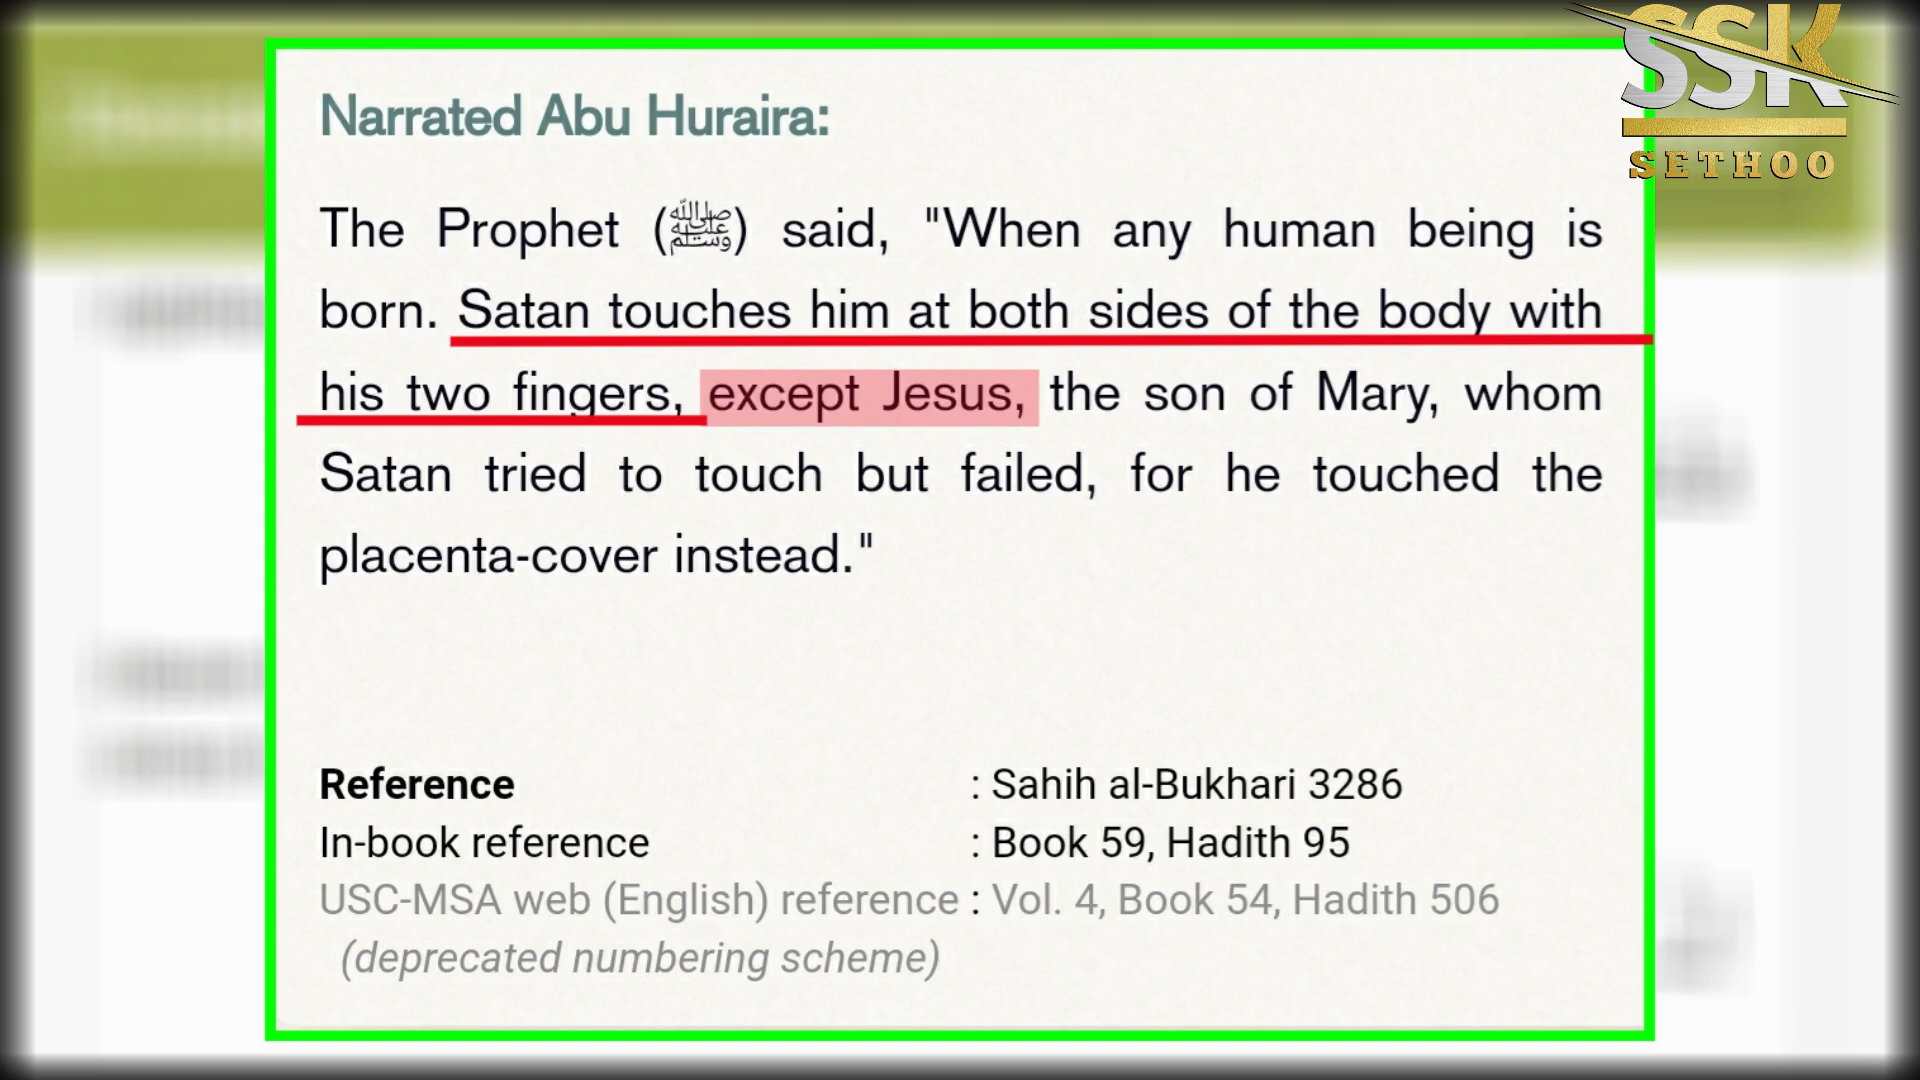 SSK
SETHOO
Narrated Abu Huraira:
The Prophet (ﷺ) said, "When any human being is
born. Satan touches him at both sides of the body with
his two fingers, except Jesus, the son of Mary, whom
Satan tried to touch but failed, for he touched the
placenta-cover instead."
Reference : Sahih al-Bukhari 3286
In-book reference : Book 59, Hadith 95
USC-MSA web (English) reference : Vol. 4, Book 54, Hadith 506
(deprecated numbering scheme)